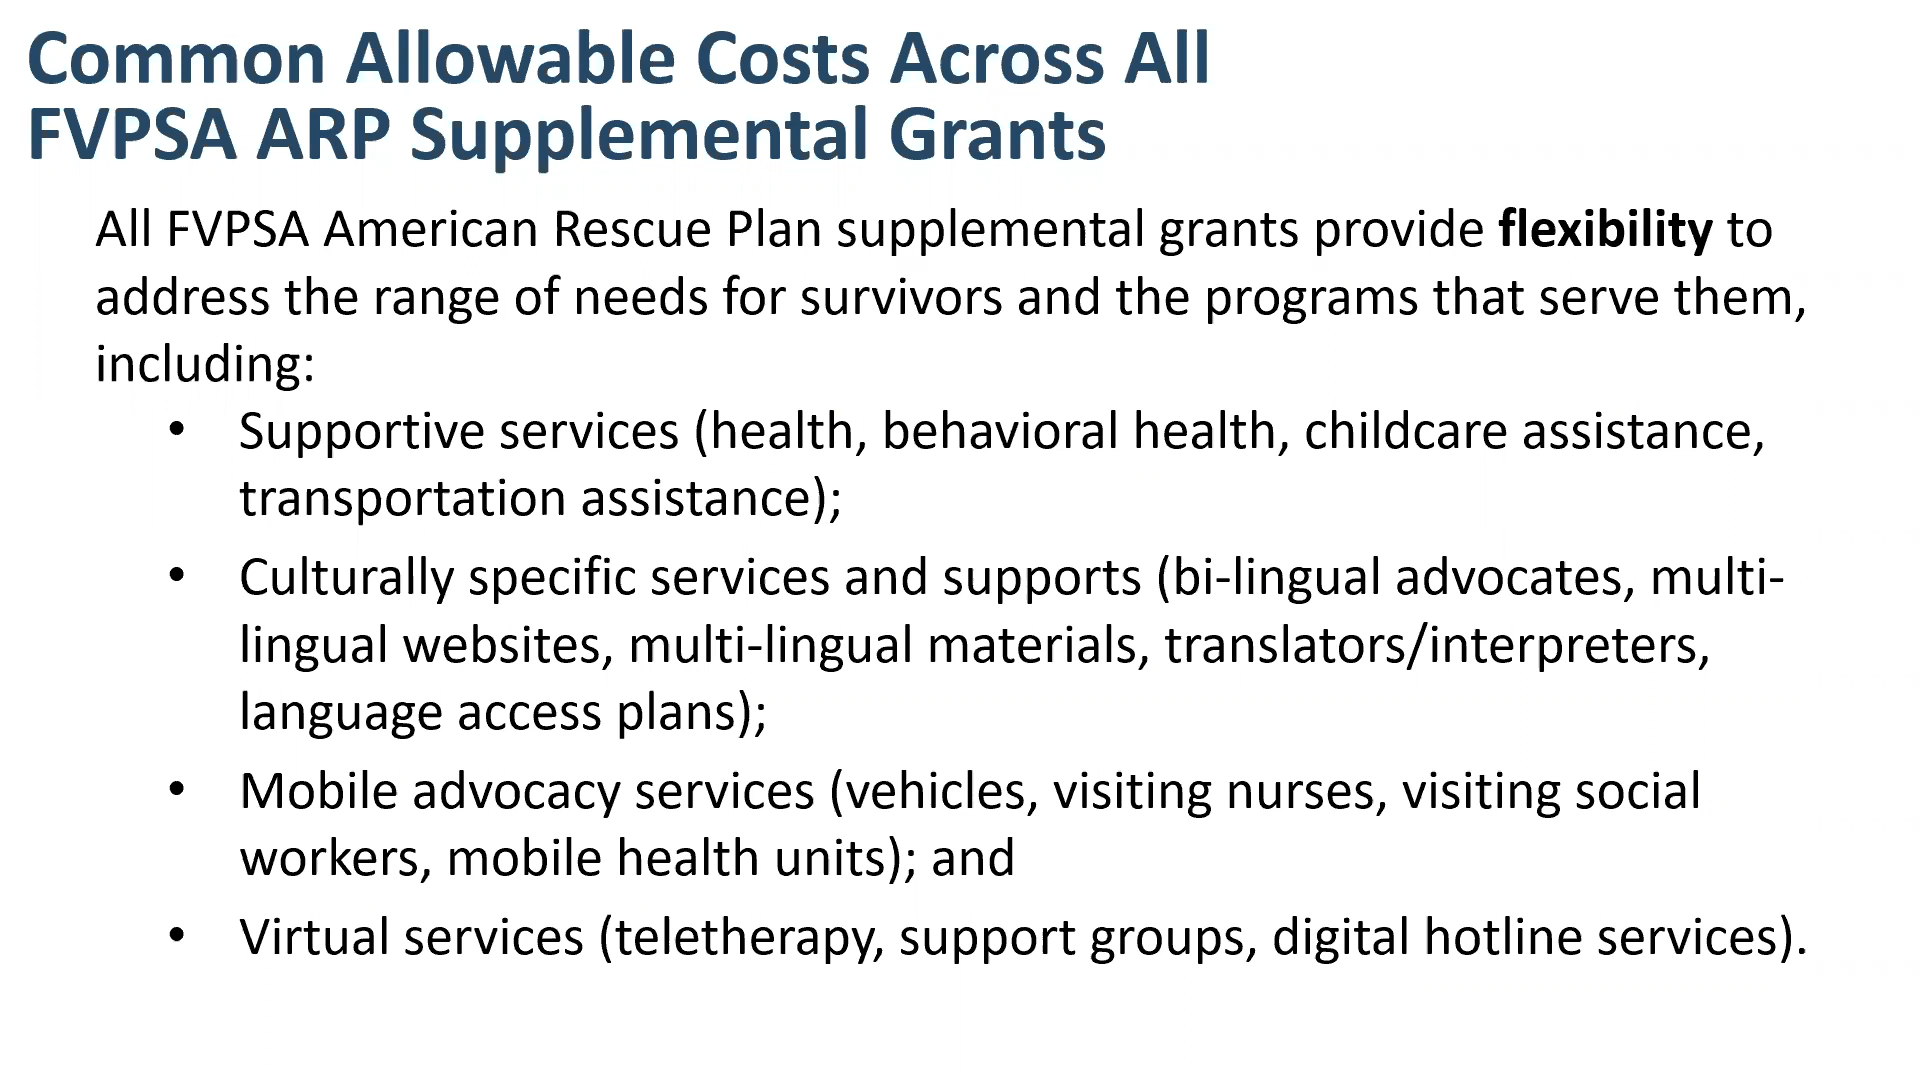 Common Allowable Costs Across All
FVPSA ARP Supplemental Grants
All FVPSA American Rescue Plan supplemental grants provide flexibility to
address the range of needs for survivors and the programs that serve them,
including:
• Supportive services (health, behavioral health, childcare assistance,
transportation assistance);
• Culturally specific services and supports (bi-lingual advocates, multi-
lingual websites, multi-lingual materials, translators/interpreters,
language access plans);
• Mobile advocacy services (vehicles, visiting nurses, visiting social
workers, mobile health units); and
• Virtual services (teletherapy, support groups, digital hotline services).